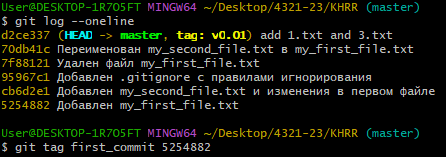 User@DESKTOP-1R7O5FT MINGW64 ~/Desktop/4321-23/KHRR (master)
$ git log --oneline
d2ce337 (HEAD -> master, tag: v0.01) add 1.txt and 3.txt
70db41c Переименован my_second_file.txt в my_first_file.txt
7f88121 Удален файл my_first_file.txt
95967c1 Добавлен .gitignore с правилами игнорирования
cb6d2e1 Добавлен my_second_file.txt и изменения в первом файле
5254882 Добавлен my_first_file.txt
User@DESKTOP-1R7O5FT MINGW64 ~/Desktop/4321-23/KHRR (master)
$ git tag first_commit 5254882